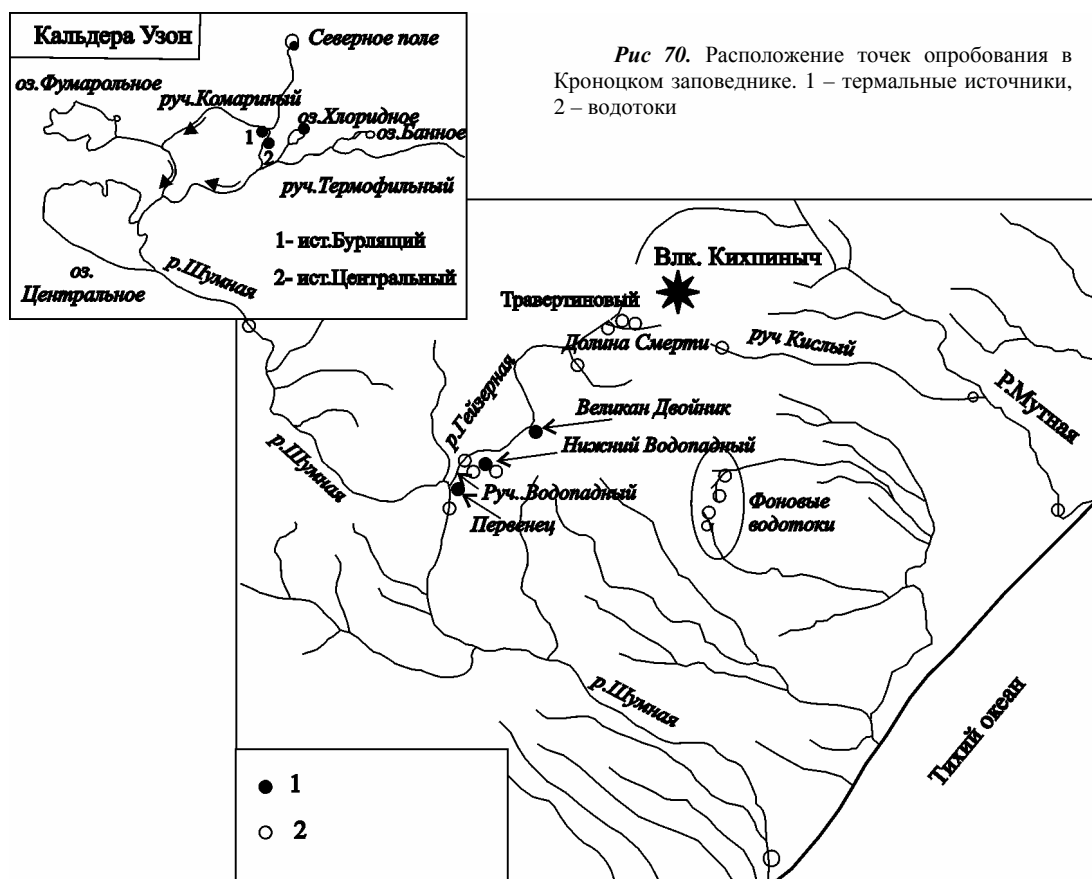 Кальдера Узон
Северное поле
оз.Фумарольное
руч.Комариный
оз.Хлоридное
1
оз.Банное
2
руч.Термофильный
1- ист.Бурлящий
2- ист.Центральный
р.Шумная
оз.
Центральное
Рис 70. Расположение точек опробования в
Кроноцком заповеднике. 1 – термальные источники,
2 – водотоки
Влк. Кихпиныч
Травертиновый
Долина Смерти
руч Кислый
Р.Мутная
р.Гейзерная
Великан Двойник
Нижний Водопадный
р.Шумная
Руч..Водопадный
Первенец
Фоновые
водотоки
р.Шумная
Тихий океан
1
2